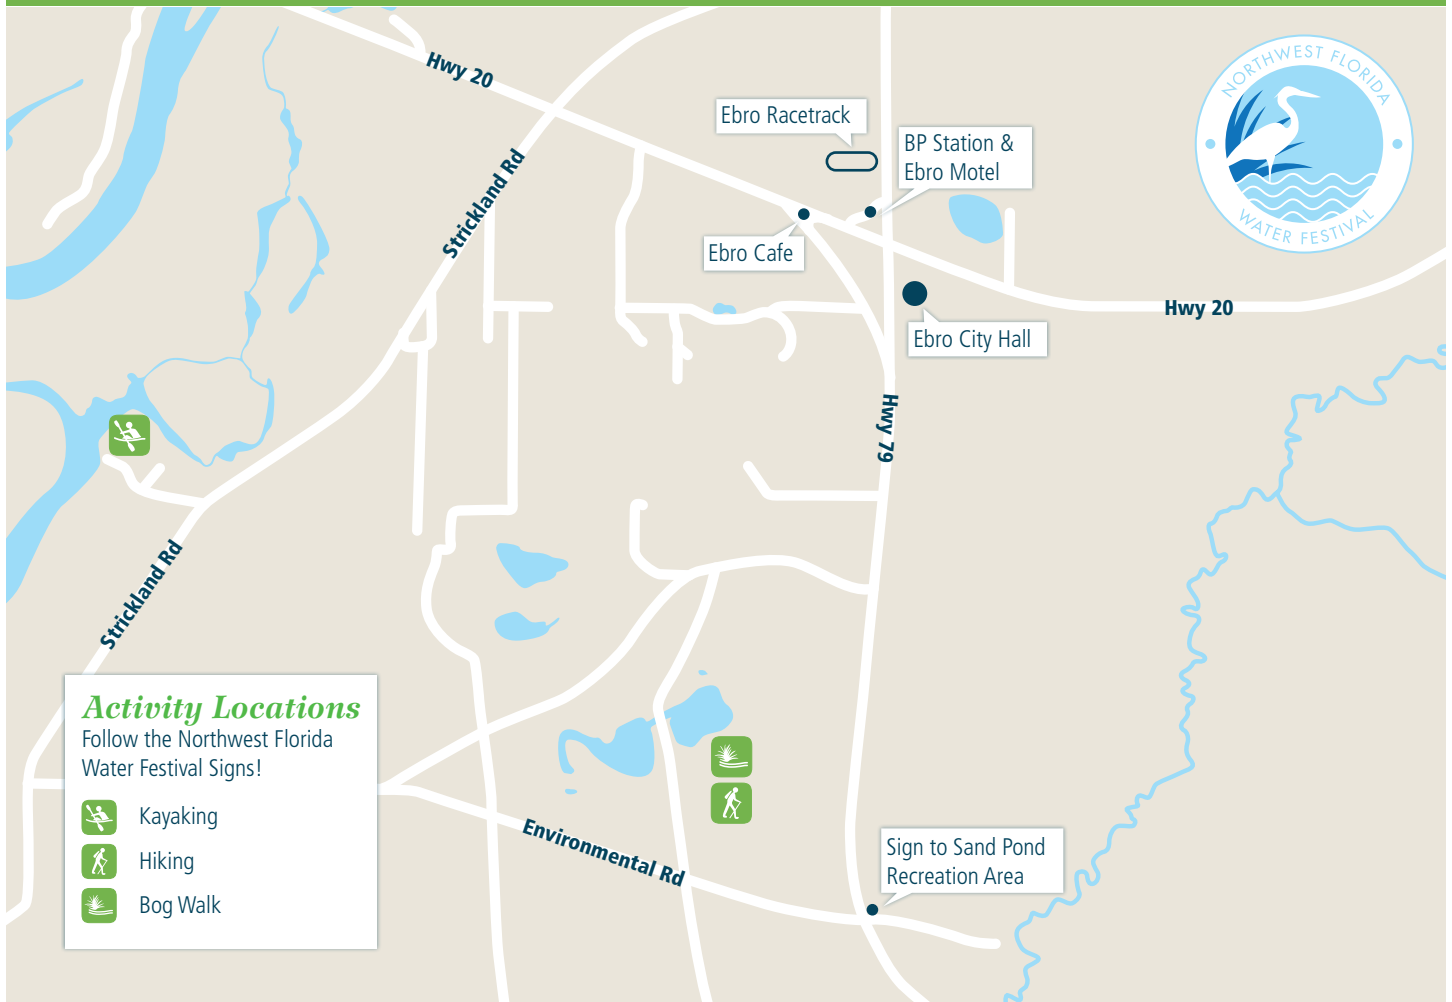 Hwy 20
NORTHWEST FLORIDA
WATER FESTIVAL
Ebro Racetrack
BP Station &
Ebro Motel
Strickland Rd
Ebro Cafe
Hwy 20
Ebro City Hall
Hwy 79
Strickland Rd
Activity Locations
Follow the Northwest Florida
Water Festival Signs!
Kayaking
Hiking
Bog Walk
Environmental Rd
Sign to Sand Pond
Recreation Area